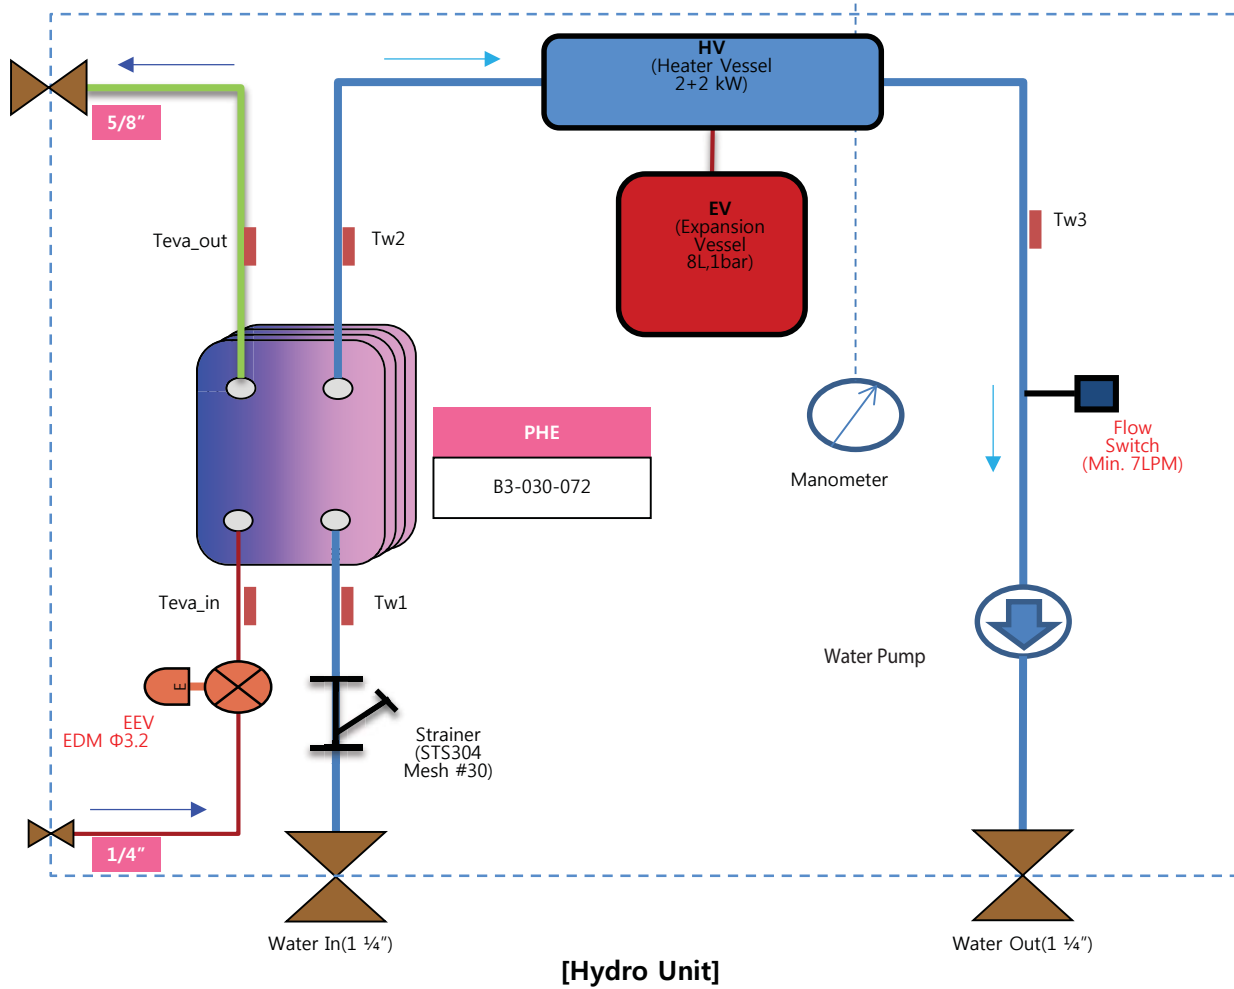 HV
(Heater Vessel
2+2 kW)
5/8”
EV
(Expansion
Vessel
8L,1bar)
Teva_out
Tw2
Tw3
PHE
B3-030-072
Manometer
Flow
Switch
(Min. 7LPM)
Teva_in
Tw1
Water Pump
E
EEV
EDM Φ3.2
Strainer
(STS304
Mesh #30)
1/4”
Water In(1 ¼”)
Water Out(1 ¼”)
[Hydro Unit]